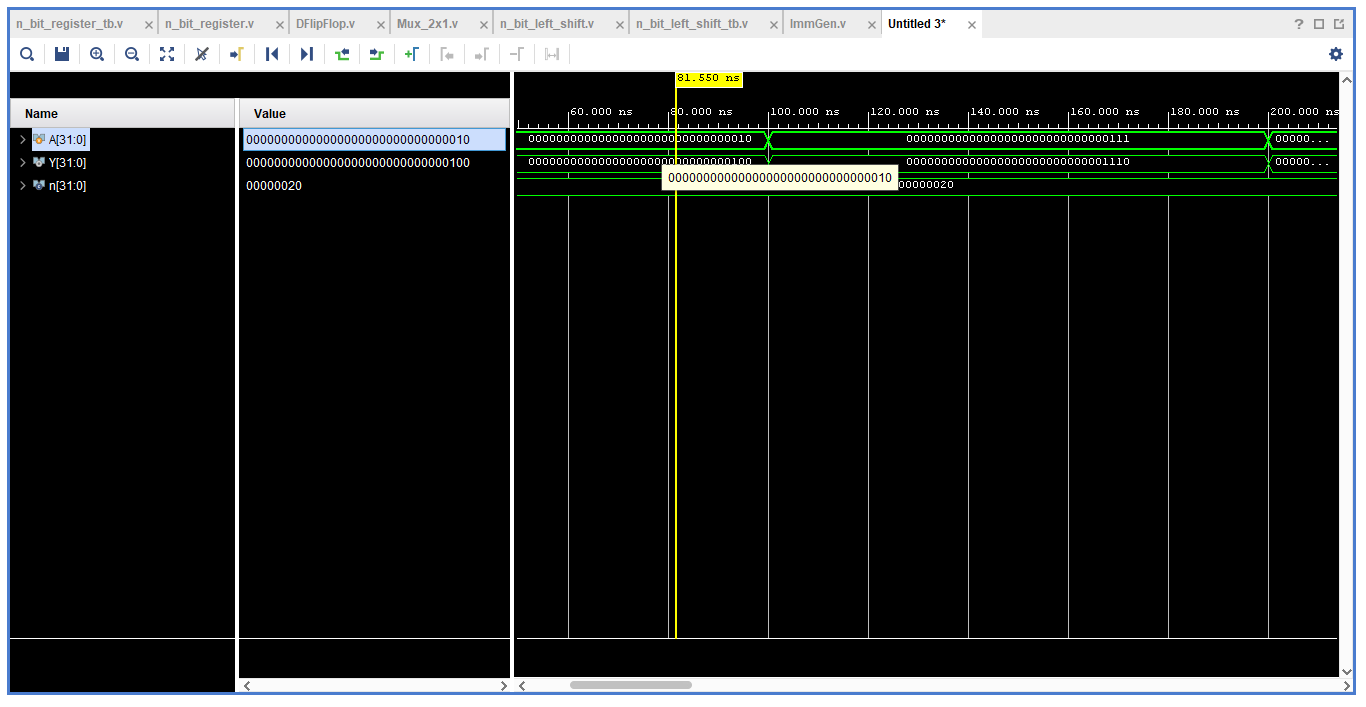 n_bit_register_tb.v n_bit_register.v DFlipFlop.v Mux_2x1.v n_bit_left_shift.v n_bit_left_shift_tb.v ImmGen.v Untitled 3*
81.550 ns
60.000 ns 80.000 ns 100.000 ns 120.000 ns 140.000 ns 160.000 ns 180.000 ns 200.000 ns
Name Value
A[31:0] 00000000000000000000000000000010 00000000000000000000000000000010 00000000000000000000000000000111 00000...
Y[31:0] 00000000000000000000000000000100 00000000000000000000000000000100 00000000000000000000000000001110 00000...
00000000000000000000000000000010
n[31:0] 00000020 00000020